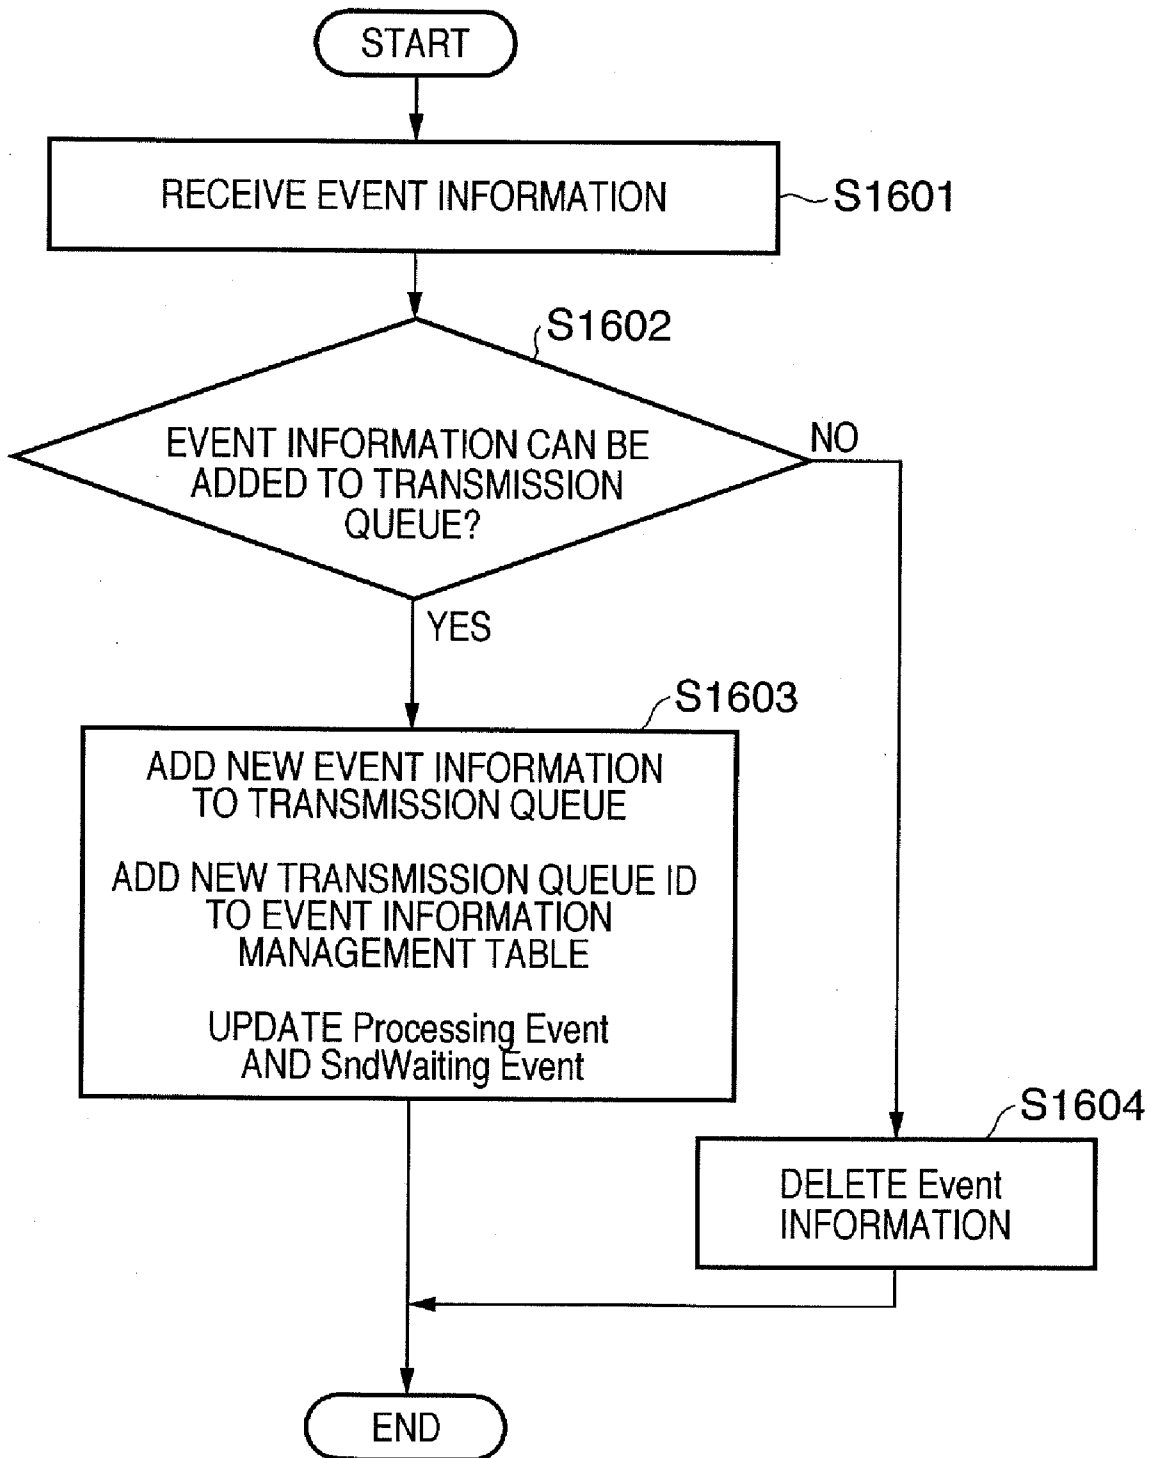 START
RECEIVE EVENT INFORMATION
S1601
S1602
EVENT INFORMATION CAN BE
ADDED TO TRANSMISSION
QUEUE?
NO
YES
S1603
ADD NEW EVENT INFORMATION
TO TRANSMISSION QUEUE
ADD NEW TRANSMISSION QUEUE ID
TO EVENT INFORMATION
MANAGEMENT TABLE
UPDATE Processing Event
AND SndWaiting Event
S1604
DELETE Event
INFORMATION
END